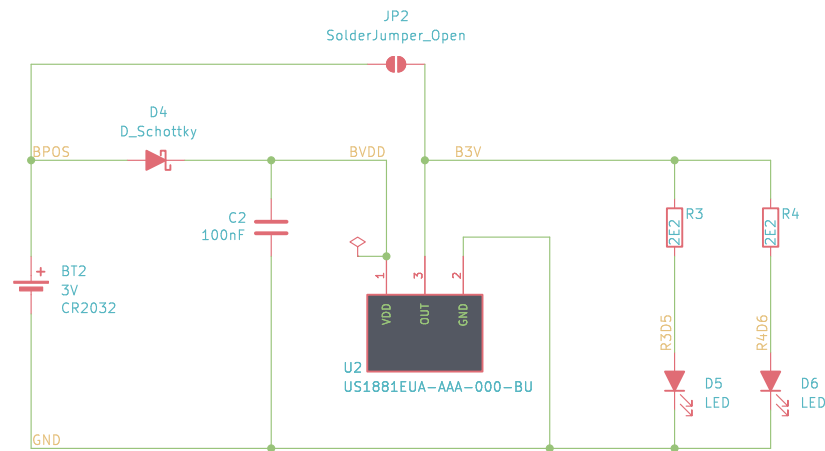 JP2
SolderJumper_Open
D4
D_Schottky
BPOS
BVDD
B3V
C2
100nF
R3
2E2
R4
2E2
BT2
3V
CR2032
1
3
2
VDD
OUT
GND
R3D5
R4D6
U2
US1881EUA-AAA-000-BU
D5
LED
D6
LED
GND